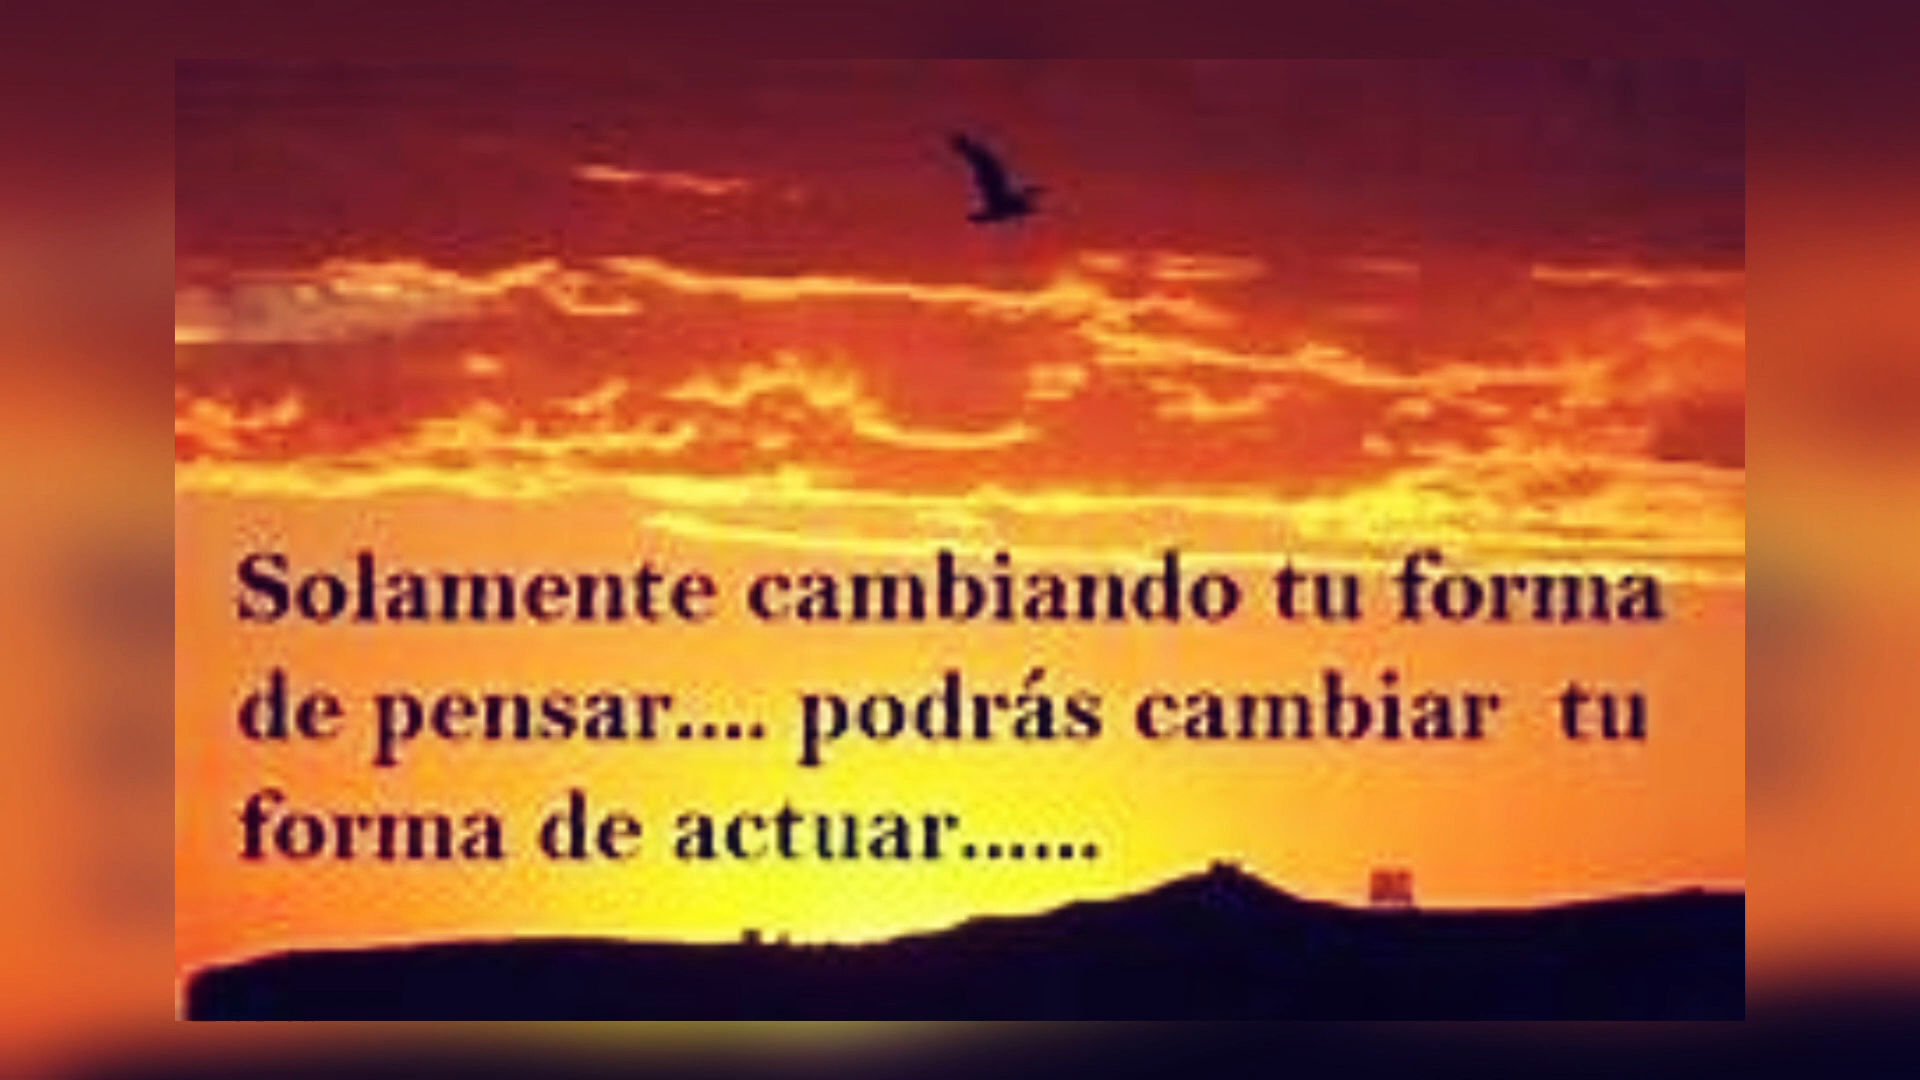 Solamente cambiando tu forma
de pensar.... podrás cambiar  tu
forma de actuar......